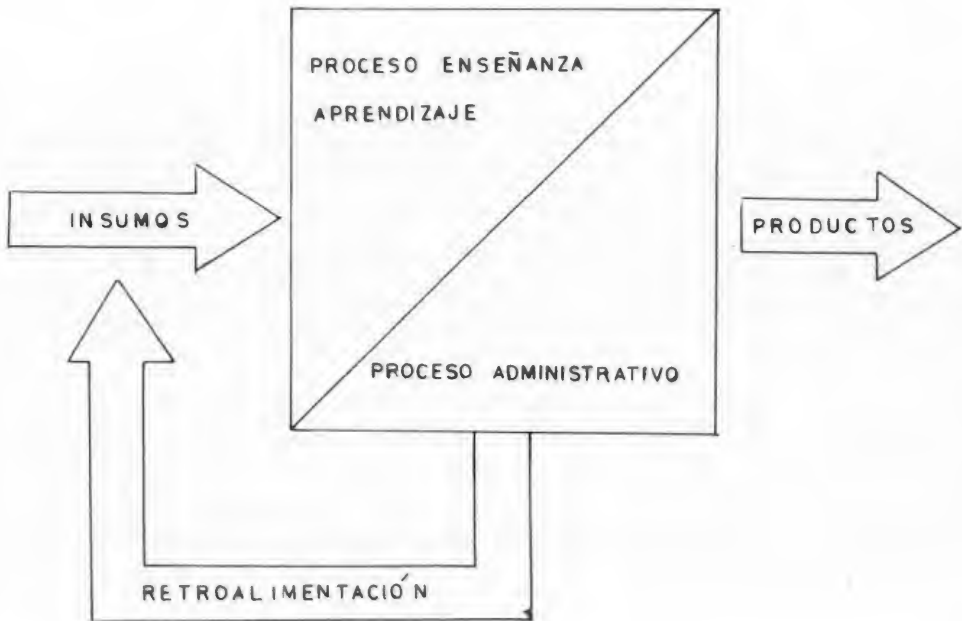 PROCESO ENSEÑANZA
APRENDIZAJE
INSUMOS
PRODUCTOS
PROCESO ADMINISTRATIVO
RETROALIMENTACIÓN